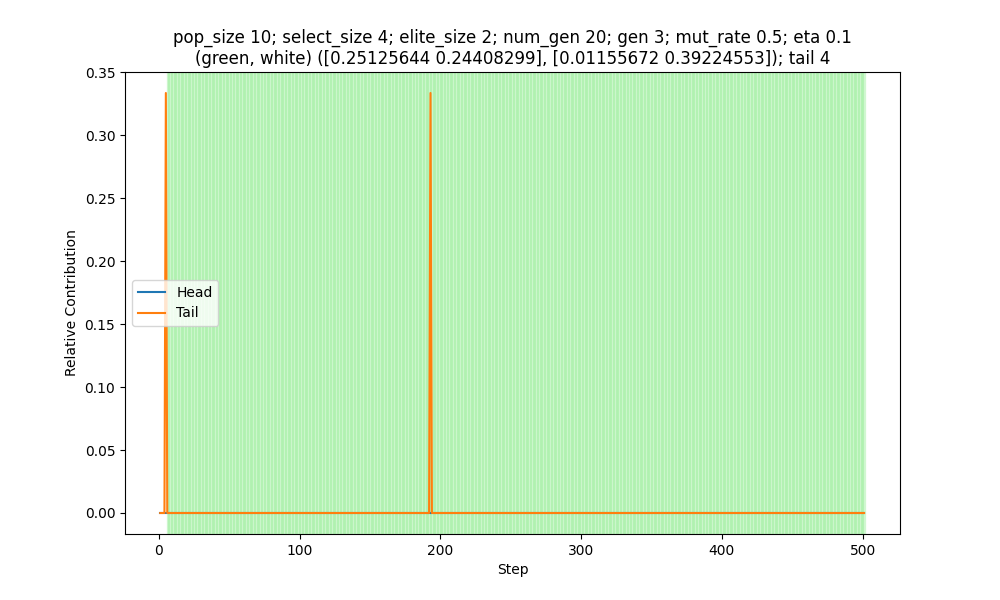 pop_size 10; select_size 4; elite_size 2; num_gen 20; gen 3; mut_rate 0.5; eta 0.1
(green, white) ([0.25125644 0.24408299], [0.01155672 0.39224553]); tail 4
0.35
0.30
0.25
0.20
0.15
0.10
0.05
0.00
Relative Contribution
Head
Tail
0
100
200
300
400
500
Step